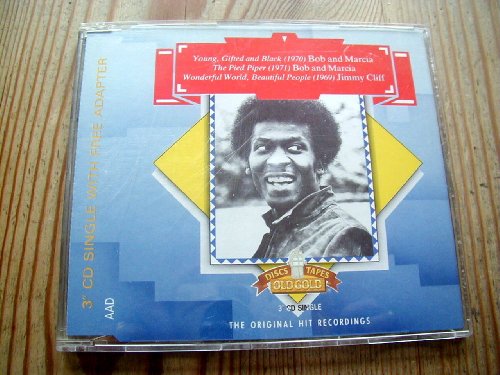 Young, Gifted and Black (1970) Bob and Marcia
The Pied Piper (1971) Bob and Marcia
Wonderful World, Beautiful People (1969) Jimmy Cliff
3" CD SINGLE WITH FREE ADAPTER
AAD
DISCS TAPES
OLD GOLD
3" CD SINGLE
THE ORIGINAL HIT RECORDINGS